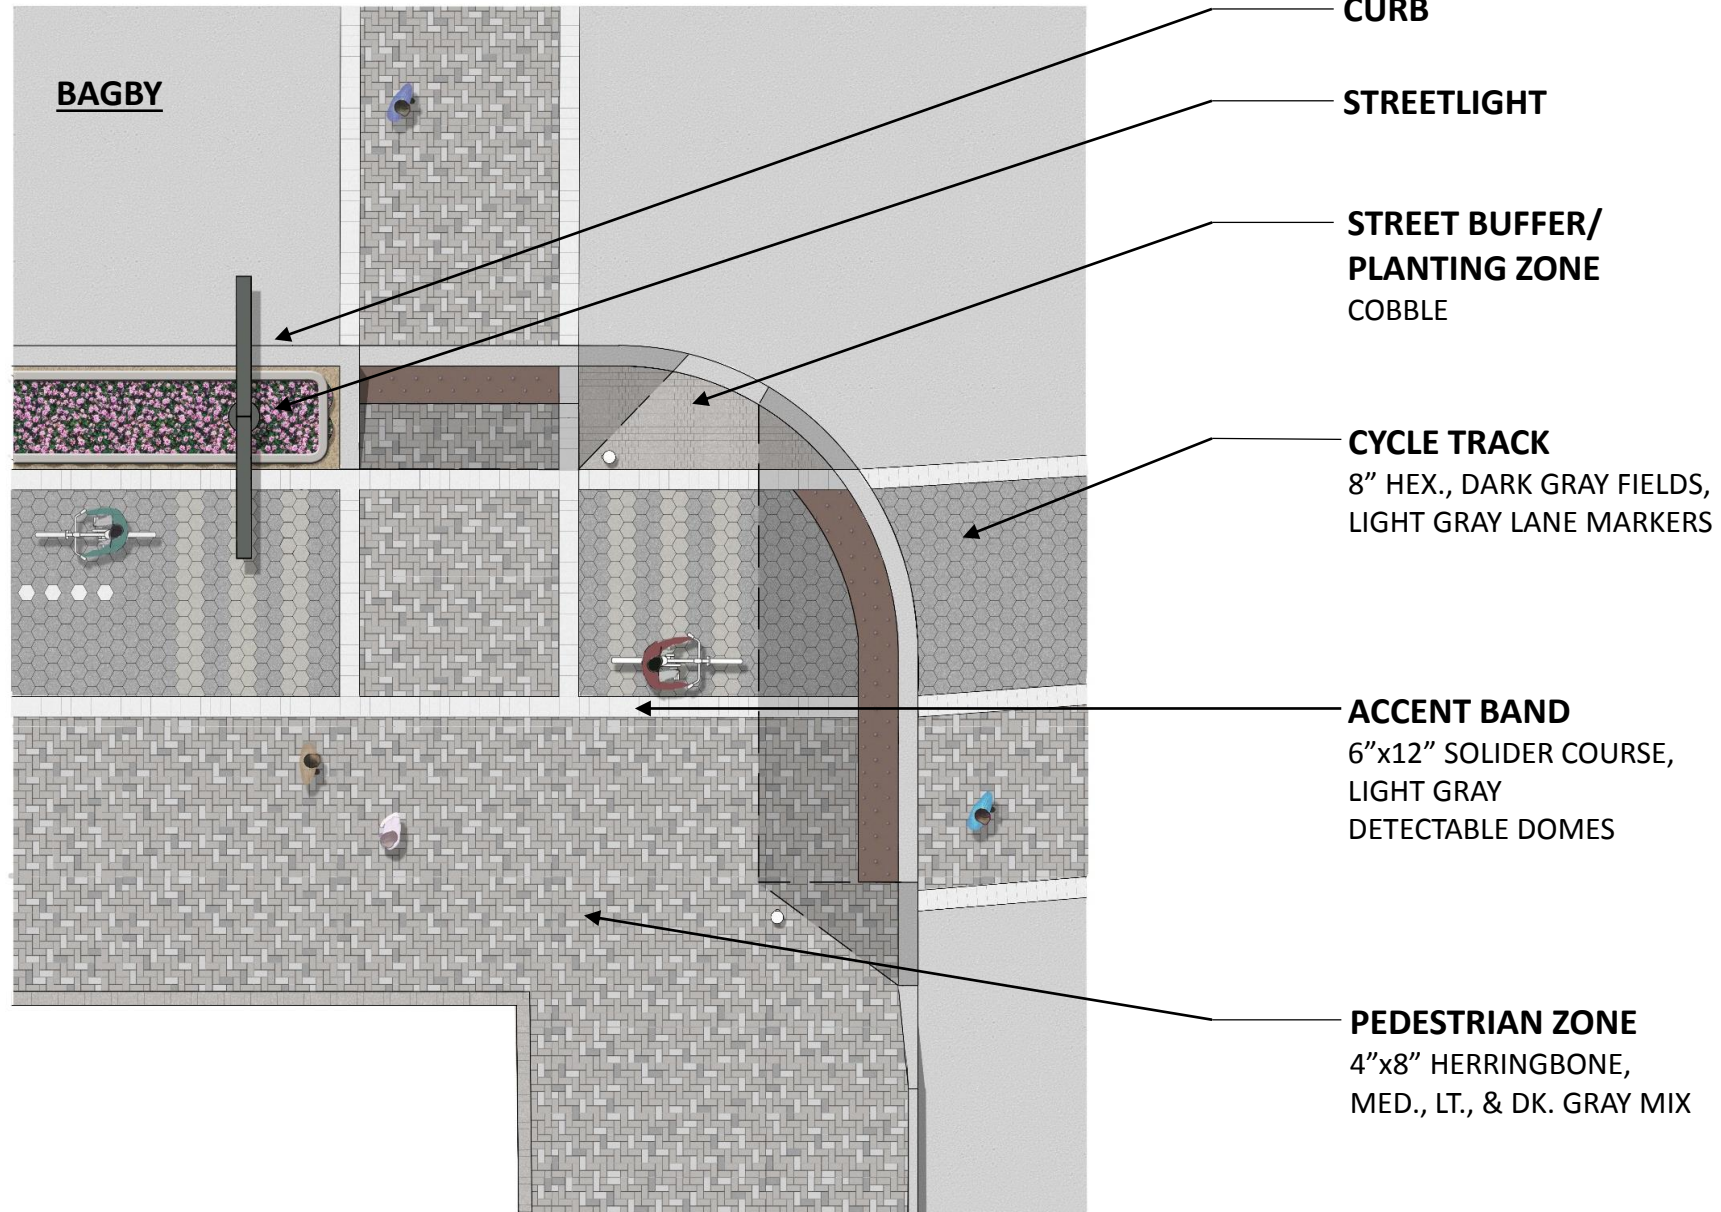 CURB
BAGBY
STREETLIGHT
STREET BUFFER/
PLANTING ZONE
COBBLE
CYCLE TRACK
8” HEX., DARK GRAY FIELDS,
LIGHT GRAY LANE MARKERS
ACCENT BAND
6”x12” SOLIDER COURSE,
LIGHT GRAY
DETECTABLE DOMES
PEDESTRIAN ZONE
4”x8” HERRINGBONE,
MED., LT., & DK. GRAY MIX